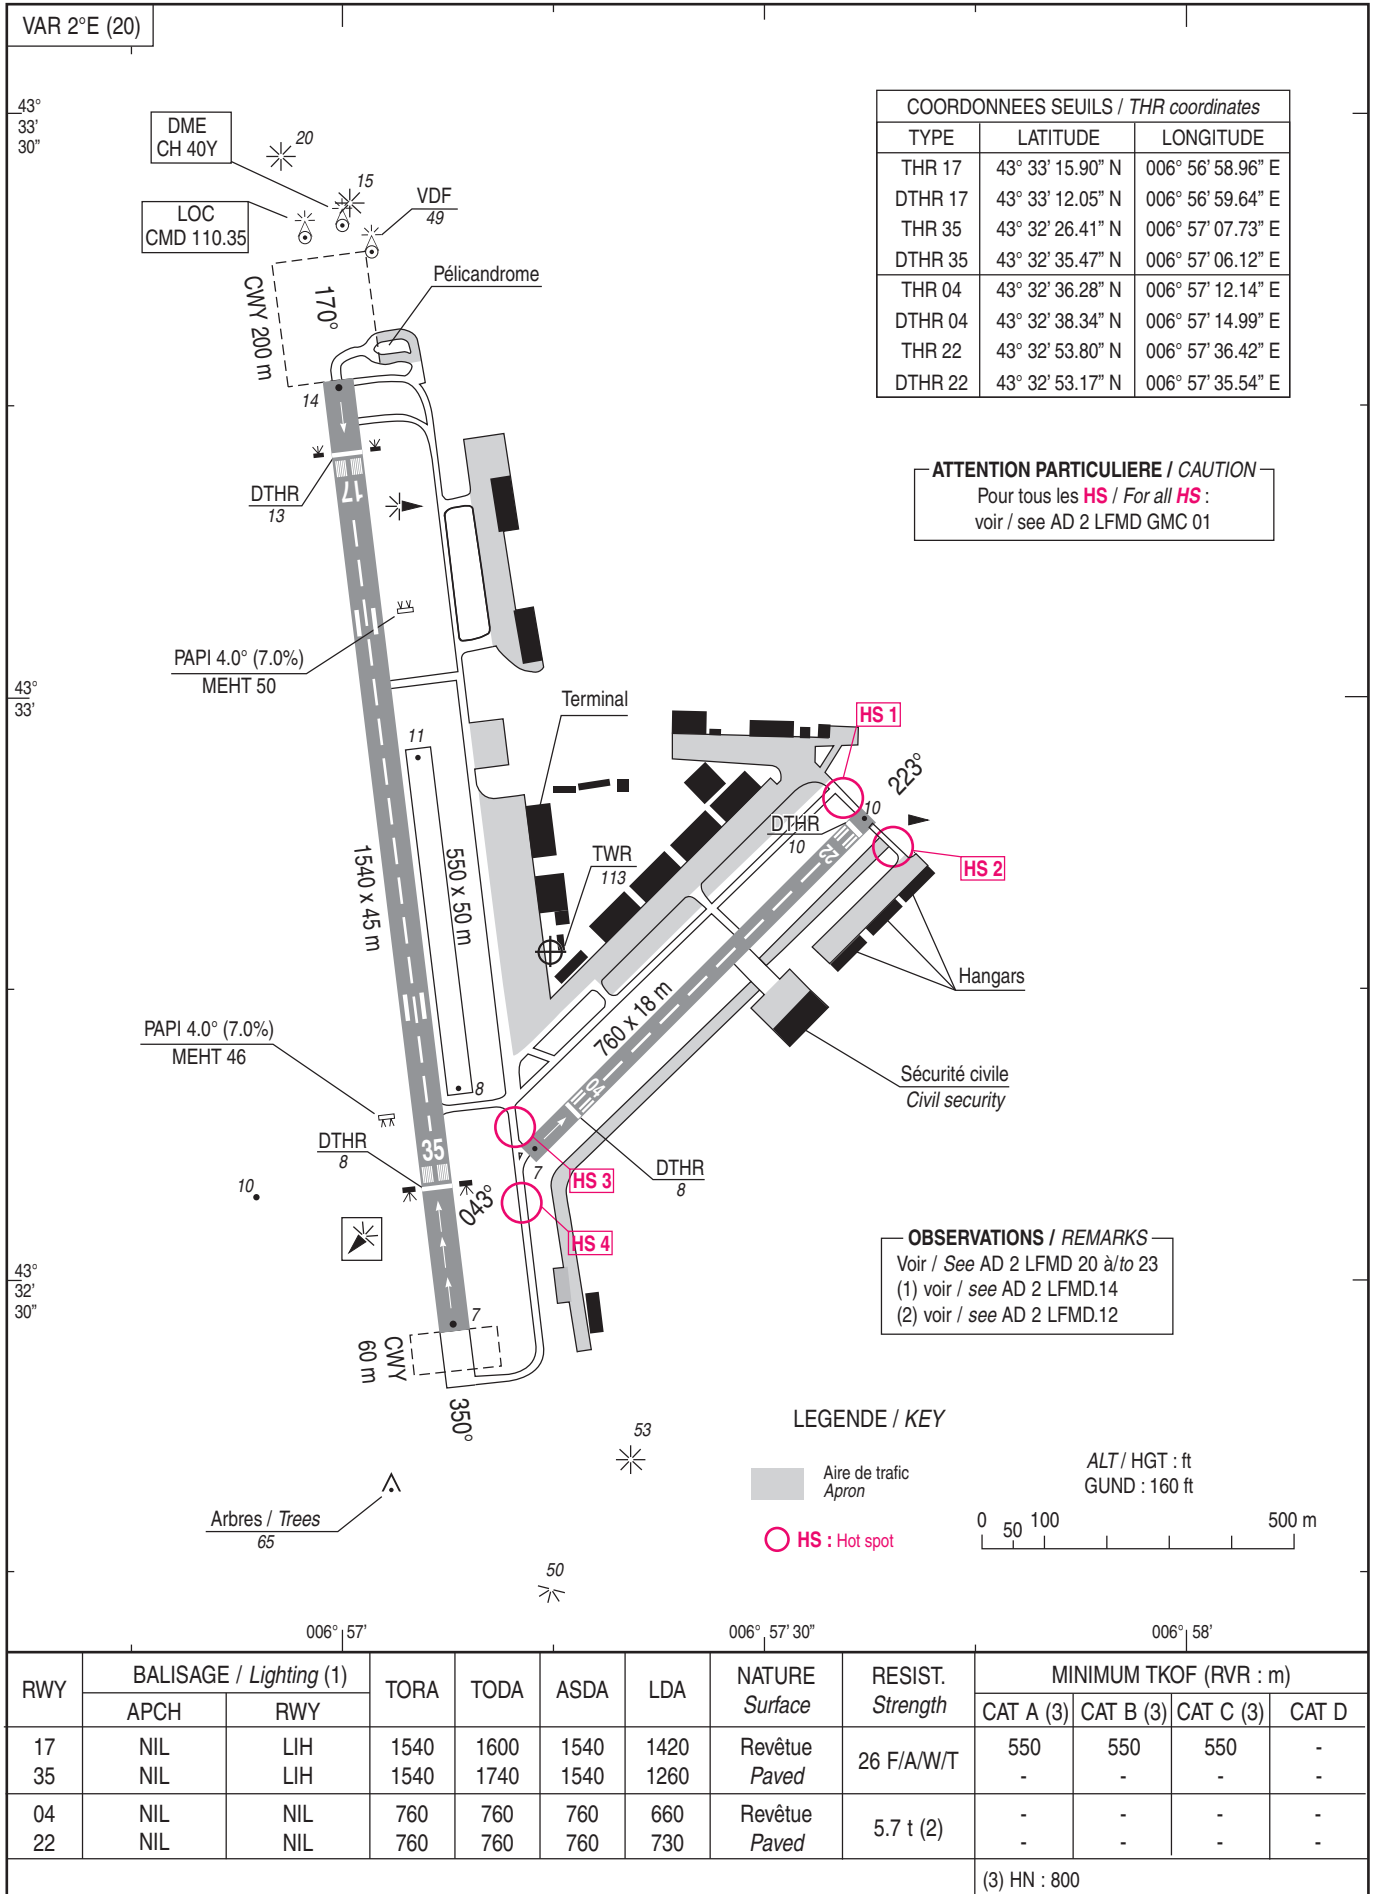 VAR 2°E (20)
43°
33'
30”
DME
CH 40Y
20
15
LOC
CMD 110.35
VDF
49
Pélicandrome
CWY 200 m
170°
14
DTHR
13
17
PAPI 4.0° (7.0%)
MEHT 50
43°
33'
COORDONNEES SEUILS / THR coordinates
TYPE LATITUDE LONGITUDE
THR 17 43° 33’ 15.90” N 006° 56’ 58.96” E
DTHR 17 43° 33’ 12.05” N 006° 56’ 59.64” E
THR 35 43° 32’ 26.41” N 006° 57’ 07.73” E
DTHR 35 43° 32’ 35.47” N 006° 57’ 06.12” E
THR 04 43° 32’ 36.28” N 006° 57’ 12.14” E
DTHR 04 43° 32’ 38.34” N 006° 57’ 14.99” E
THR 22 43° 32’ 53.80” N 006° 57’ 36.42” E
DTHR 22 43° 32’ 53.17” N 006° 57’ 35.54” E
ATTENTION PARTICULIERE / CAUTION
Pour tous les HS / For all HS :
voir / see AD 2 LFMD GMC 01
Terminal
11
HS 1
223°
10
DTHR
10
22
HS 2
1540 x 45 m
550 x 50 m
TWR
113
Hangars
760 x 18 m
PAPI 4.0° (7.0%)
MEHT 46
8
04
Sécurité civile
Civil security
DTHR
8
35
7
HS 3
DTHR
8
10
043°
HS 4
43°
32'
30”
7
CWY
60 m
350°
OBSERVATIONS / REMARKS
Voir / See AD 2 LFMD 20 à/to 23
(1) voir / see AD 2 LFMD.14
(2) voir / see AD 2 LFMD.12
53
LEGENDE / KEY
Aire de trafic
Apron
HS : Hot spot
ALT / HGT : ft
GUND : 160 ft
0 50 100 500 m
Arbres / Trees
65
50
006° 57’ 006° 57’ 30” 006° 58’
RWY BALISAGE / Lighting (1) TORA TODA ASDA LDA NATURE RESIST. MINIMUM TKOF (RVR : m)
APCH RWY Surface Strength CAT A (3) CAT B (3) CAT C (3) CAT D
17 NIL LIH 1540 1600 1540 1420 Revêtue 26 F/A/W/T 550 550 550 -
35 NIL LIH 1540 1740 1540 1260 Paved - - - -
04 NIL NIL 760 760 760 660 Revêtue 5.7 t (2) - - - -
22 NIL NIL 760 760 760 730 Paved - - - -
(3) HN : 800